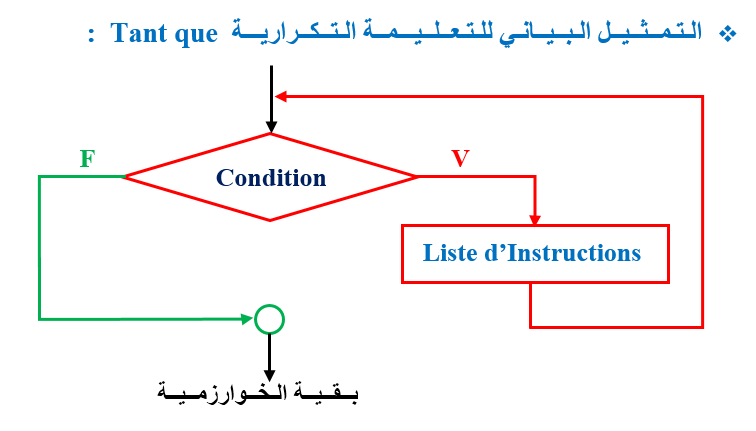 ❖ التمثيل البياني للتعليمة التكرارية Tant que :
F
V
Condition
Liste d’Instructions
بقية الخوارزمية